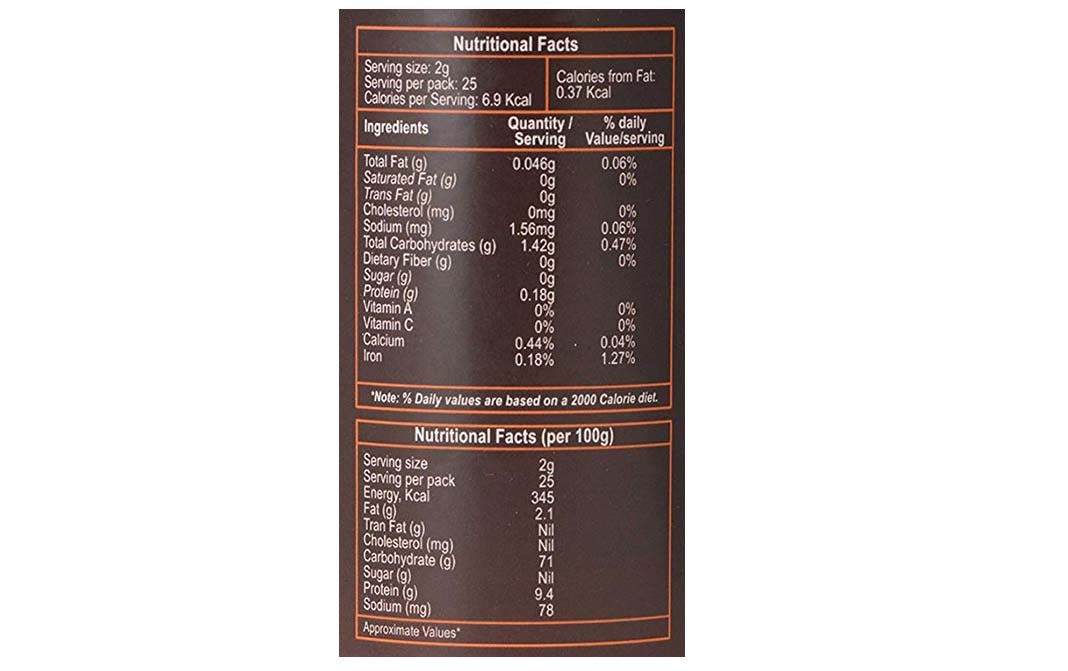 Nutritional Facts
Serving size: 2g
Serving per pack: 25
Calories per Serving: 6.9 Kcal
Calories from Fat:
0.37 Kcal
Ingredients Quantity / Serving % daily Value/serving
Total Fat (g) 0.046g 0.06%
Saturated Fat (g) 0g 0%
Trans Fat (g) 0g
Cholesterol (mg) 0mg 0%
Sodium (mg) 1.56mg 0.06%
Total Carbohydrates (g) 1.42g 0.47%
Dietary Fiber (g) 0g 0%
Sugar (g) 0g
Protein (g) 0.18g
Vitamin A 0% 0%
Vitamin C 0% 0%
Calcium 0.44% 0.04%
Iron 0.18% 1.27%
*Note: % Daily values are based on a 2000 Calorie diet.
Nutritional Facts (per 100g)
Serving size 2g
Serving per pack 25
Energy, Kcal 345
Fat (g) 2.1
Tran Fat (g) Nil
Cholesterol (mg) Nil
Carbohydrate (g) 71
Sugar (g) Nil
Protein (g) 9.4
Sodium (mg) 78
Approximate Values*